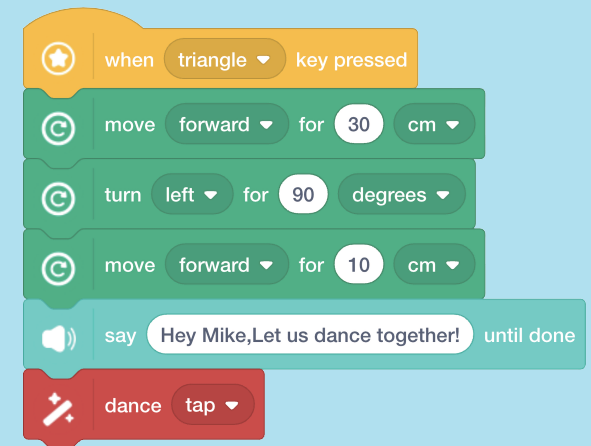 when triangle key pressed
move forward for 30 cm
turn left for 90 degrees
move forward for 10 cm
say Hey Mike,Let us dance together! until done
dance tap